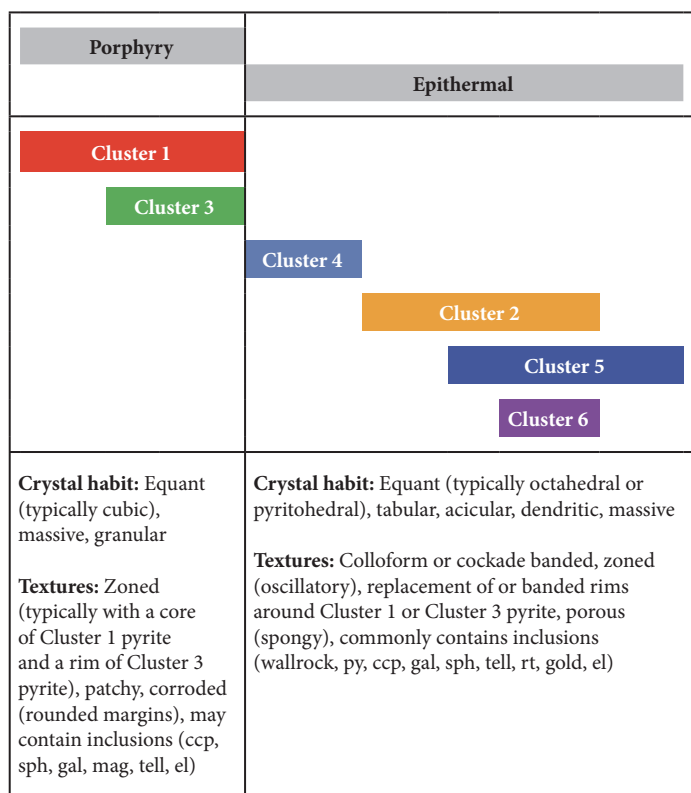 Porphyry
Epithermal
Cluster 1
Cluster 3
Cluster 4
Cluster 2
Cluster 5
Cluster 6
Crystal habit: Equant
(typically cubic),
massive, granular
Textures: Zoned
(typically with a core
of Cluster 1 pyrite
and a rim of Cluster 3
pyrite), patchy, corroded
(rounded margins), may
contain inclusions (ccp,
sph, gal, mag, tell, el)
Crystal habit: Equant (typically octahedral or
pyritohedral), tabular, acicular, dendritic, massive
Textures: Colloform or cockade banded, zoned
(oscillatory), replacement of or banded rims
around Cluster 1 or Cluster 3 pyrite, porous
(spongy), commonly contains inclusions
(wallrock, py, ccp, gal, sph, tell, rt, gold, el)